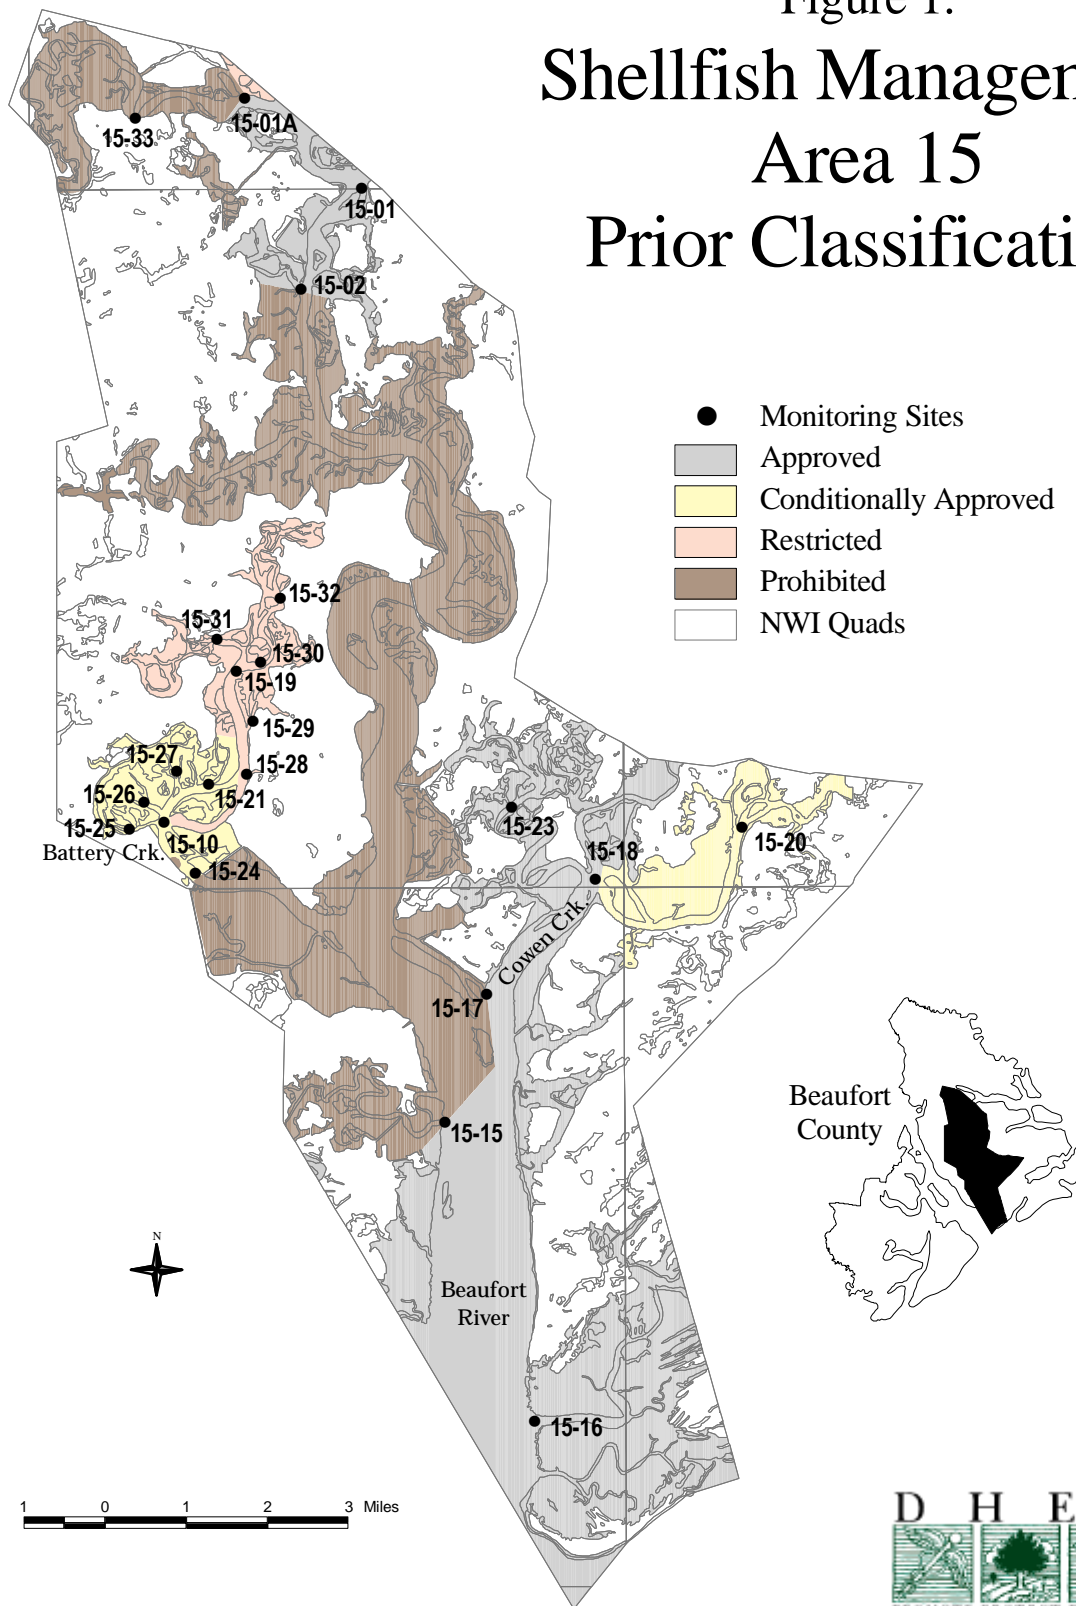 Figure 1.
Shellfish Managem
Area 15
Prior Classificati
15-33
15-01A
15-01
15-02
Monitoring Sites
Approved
Conditionally Approved
Restricted
Prohibited
NWI Quads
15-32
15-31
15-30
15-19
15-29
15-27
15-28
15-26
15-21
15-25
15-10
Battery Crk.
15-24
15-23
15-18
15-20
Cowen Crk.
15-17
15-15
Beaufort
County
N
Beaufort
River
15-16
1 0 1 2 3 Miles
D H E